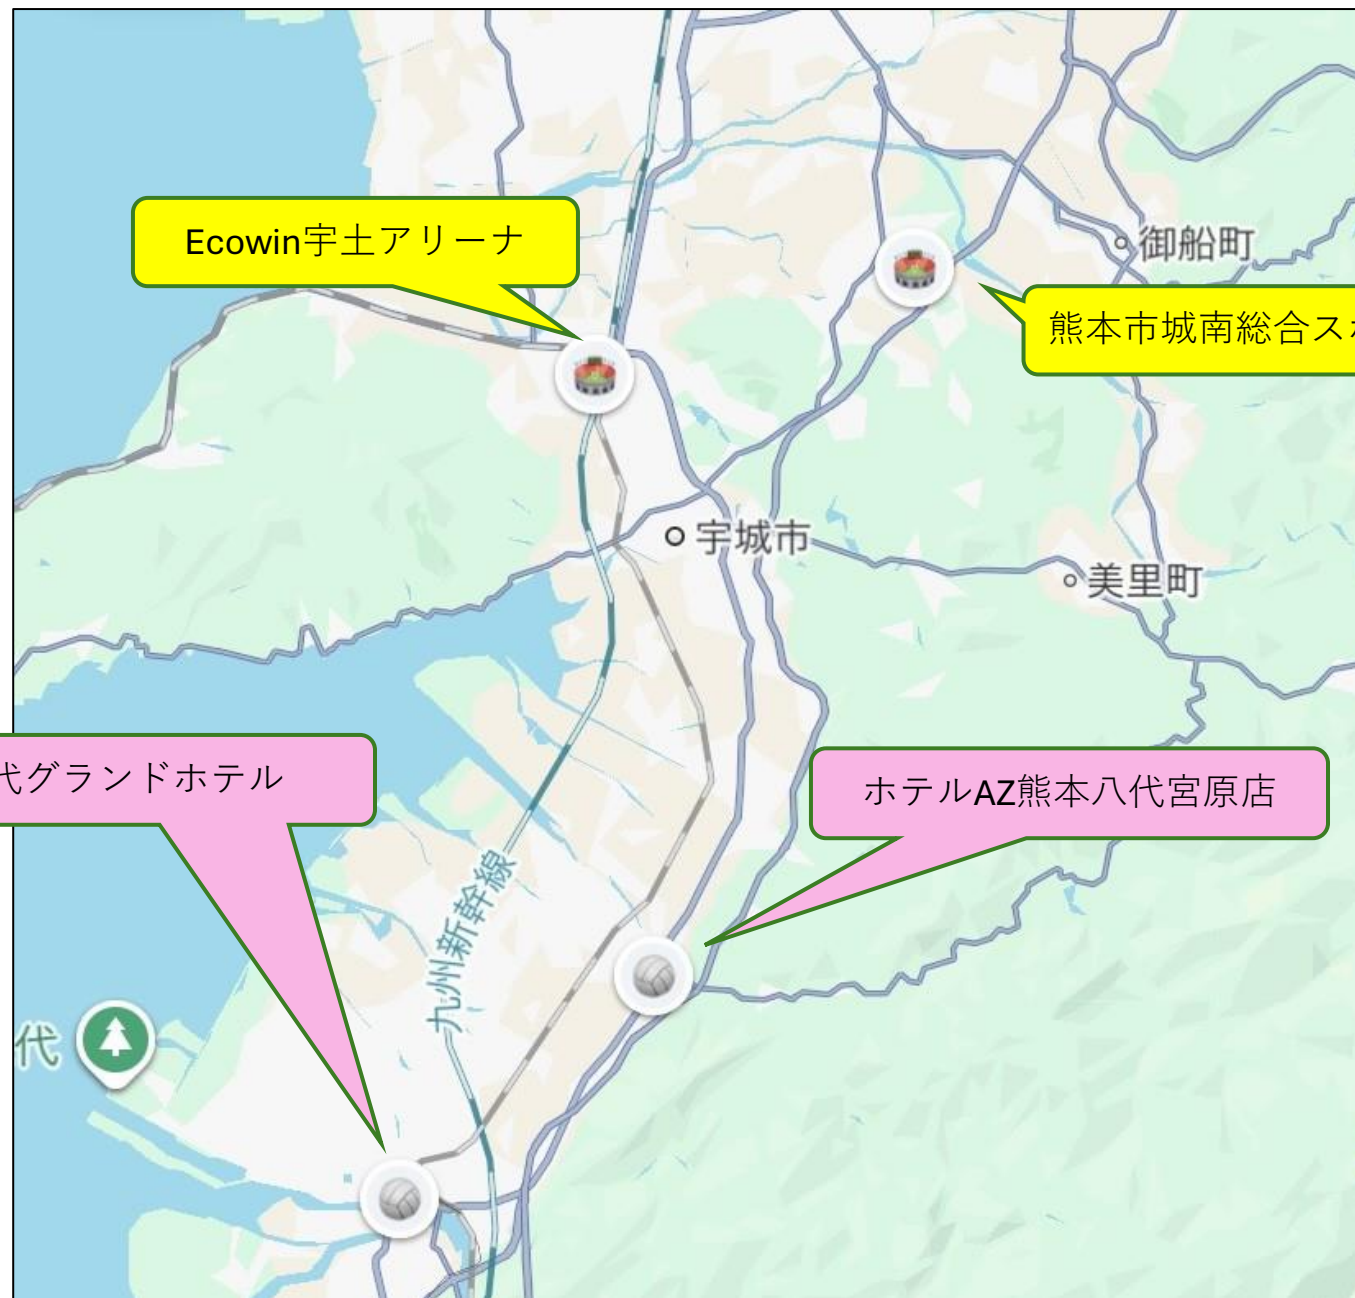 Ecowin宇土アリーナ
御船町
熊本市城南総合ス
宇城市
美里町
代グランドホテル
ホテルAZ熊本八代宮原店
九州新幹線
代